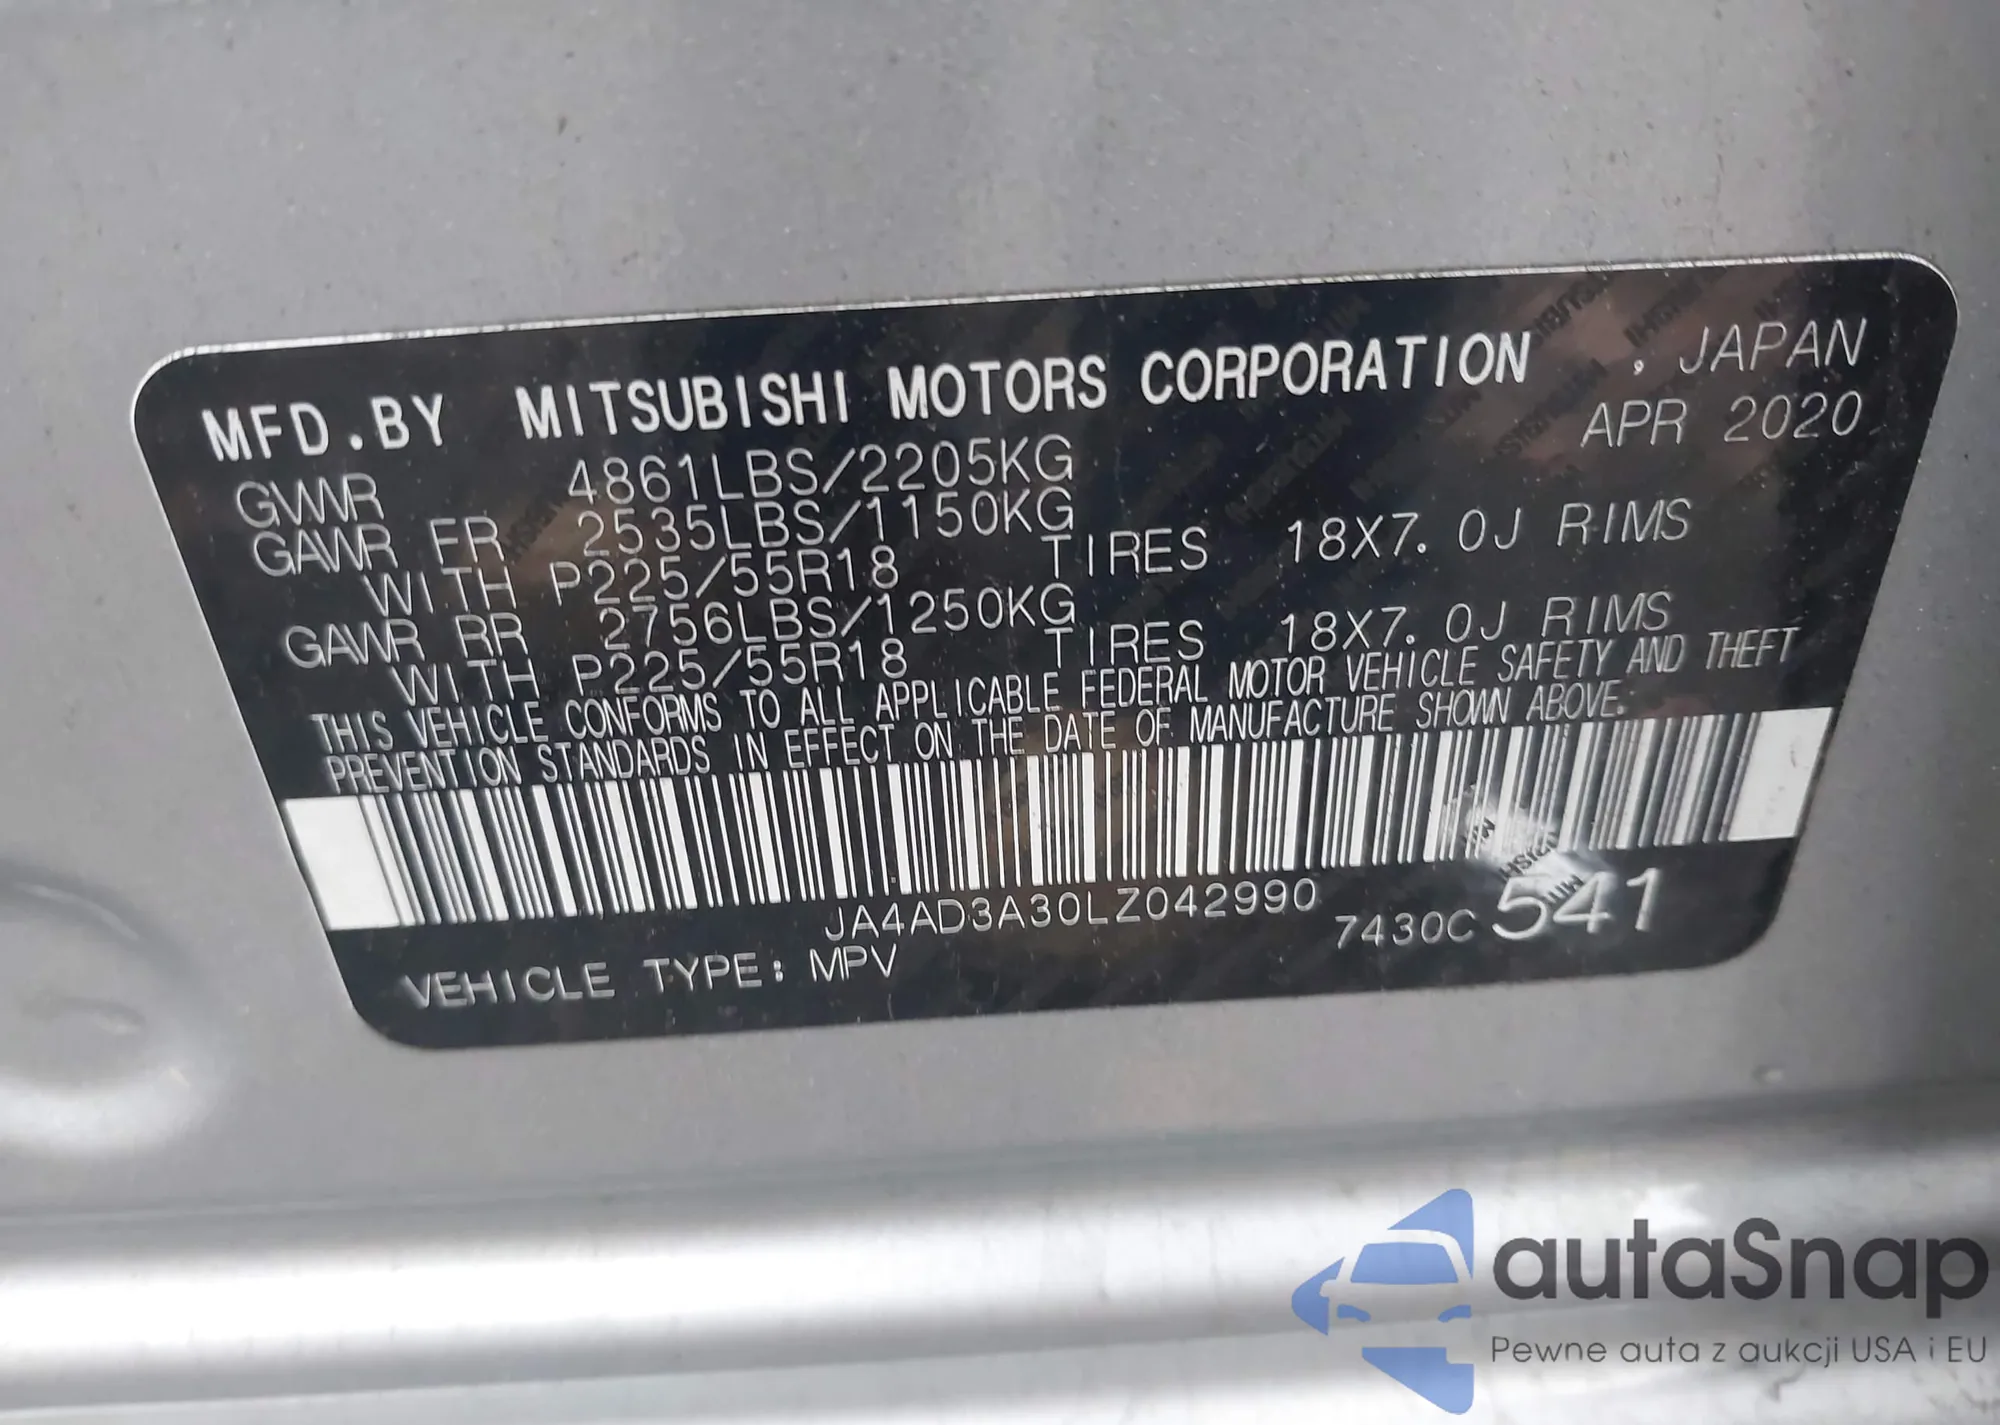 MFD.BY MITSUBISHI MOTORS CORPORATION , JAPAN
APR 2020
GVWR 4861LBS/2205KG
GAWR FR 2535LBS/1150KG
WITH P225/55R18 TIRES 18X7.0J RIMS
GAWR RR 2756LBS/1250KG
WITH P225/55R18 TIRES 18X7.0J RIMS
THIS VEHICLE CONFORMS TO ALL APPLICABLE FEDERAL MOTOR VEHICLE SAFETY AND THEFT
PREVENTION STANDARDS IN EFFECT ON THE DATE OF MANUFACTURE SHOWN ABOVE.
JA4AD3A30LZ042990
7430C 541
VEHICLE TYPE: MPV
autaSnap
Pewne auta z aukcji USA i EU